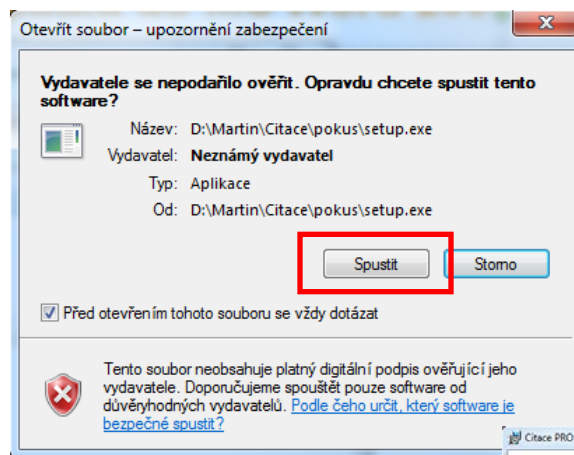 Otevřít soubor – upozornění zabezpečení
Vydavatele se nepodařilo ověřit. Opravdu chcete spustit tento
software?
Název: D:\Martin\Citace\pokus\setup.exe
Vydavatel: Neznámý vydavatel
Typ: Aplikace
Od: D:\Martin\Citace\pokus\setup.exe
Spustit Storno
Před otevřením tohoto souboru se vždy dotázat
Tento soubor neobsahuje platný digitální podpis ověřující jeho
vydavatele. Doporučujeme spouštět pouze software od
důvěryhodných vydavatelů. Podle čeho určit, který software je
bezpečné spustit?
Citace PRO